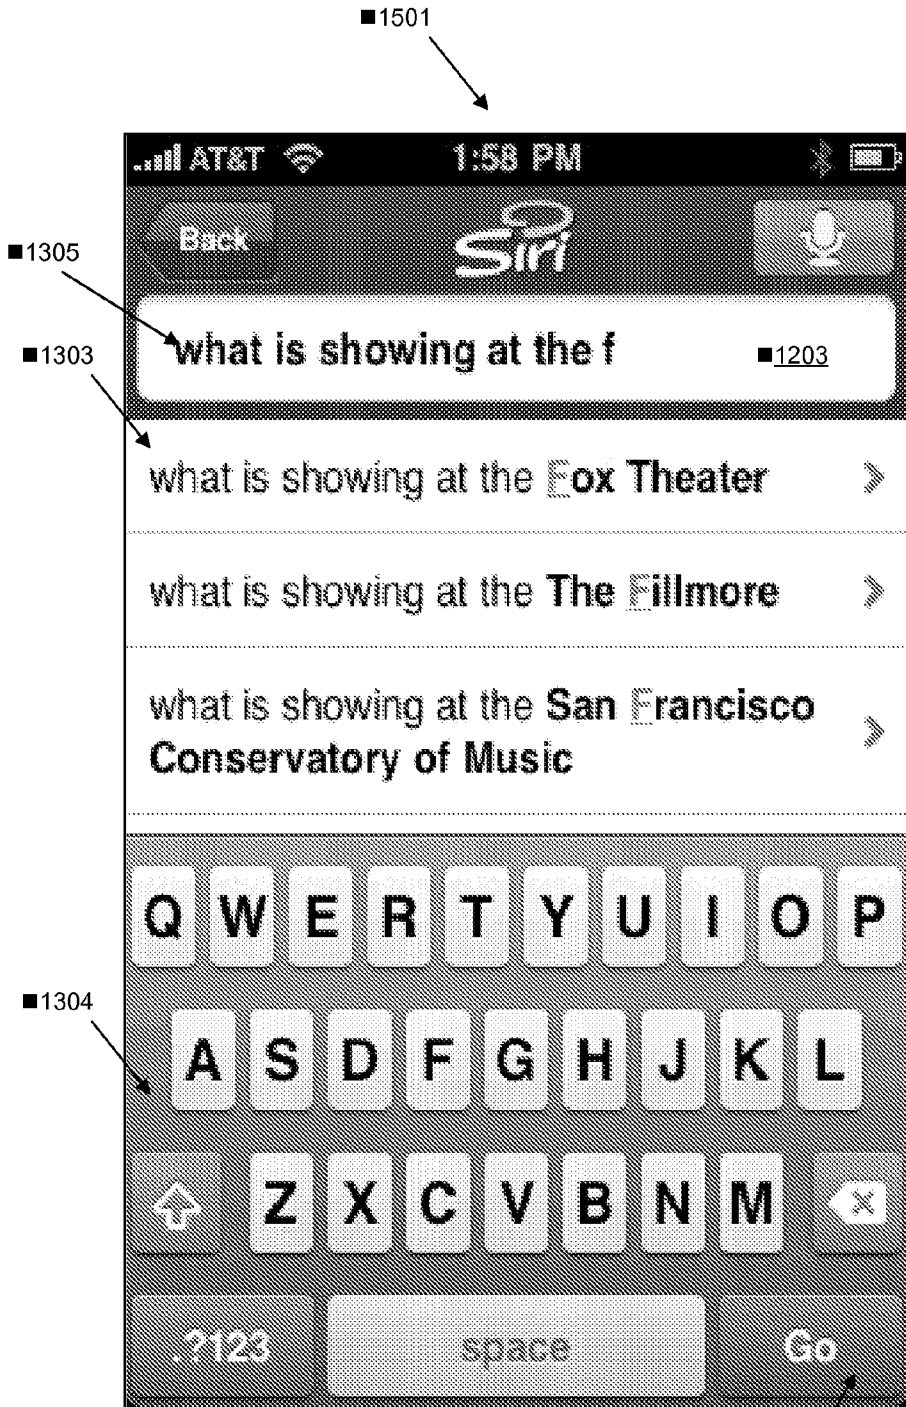 ■1501
AT&T 1:58 PM
Back Siri
■1305
what is showing at the f ■1203
■1303
what is showing at the Fox Theater
what is showing at the The Fillmore
what is showing at the San Francisco
Conservatory of Music
Q W E R T Y U I O P
■1304
A S D F G H J K L
Z X C V B N M
.?123 space Go